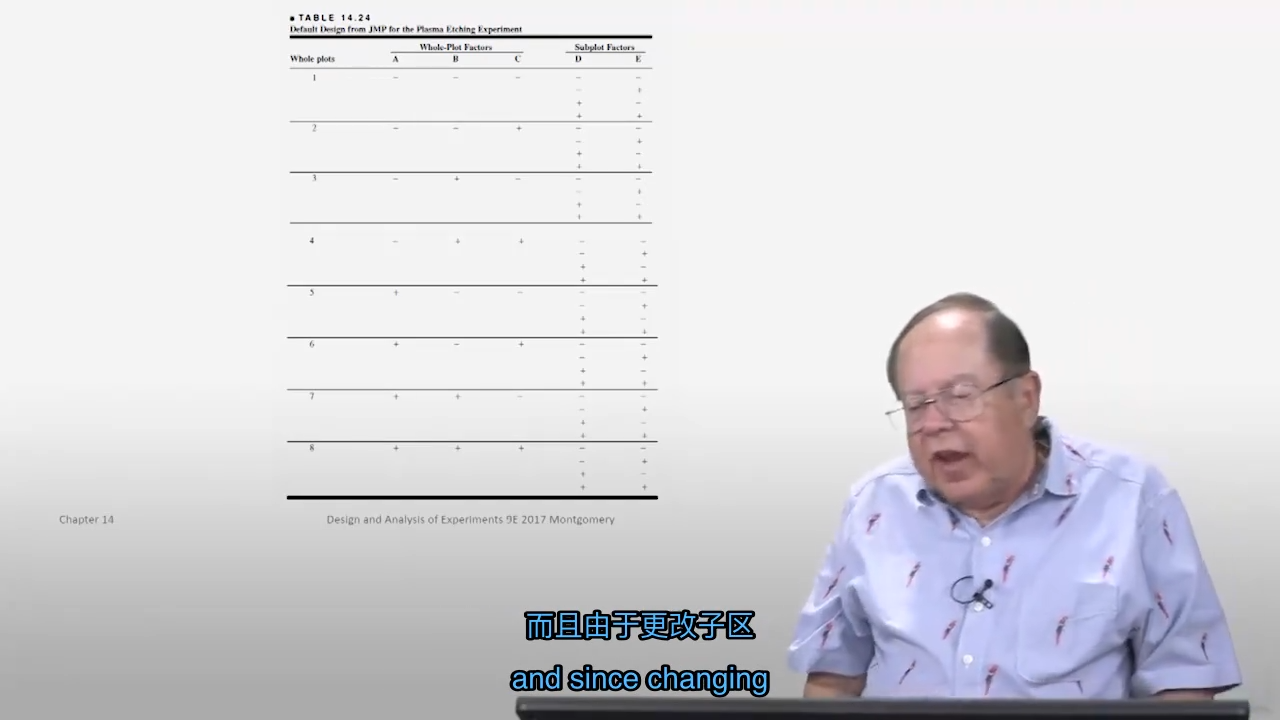 ● TABLE 14.24
Default Design from JMP for the Plasma Etching Experiment
Whole-Plot Factors Subplot Factors
Whole plots A B C D E
1 − − − − −
− +
+ −
+ +
2 − − + − −
− +
+ −
+ +
3 − + − − −
− +
+ −
+ +
4 − + + − −
− +
+ −
+ +
5 + − − − −
− +
+ −
+ +
6 + − + − −
− +
+ −
+ +
7 + + − − −
− +
+ −
+ +
8 + + + − −
− +
+ −
+ +
Chapter 14 Design and Analysis of Experiments 9E 2017 Montgomery
而且由于更改子区
and since changing